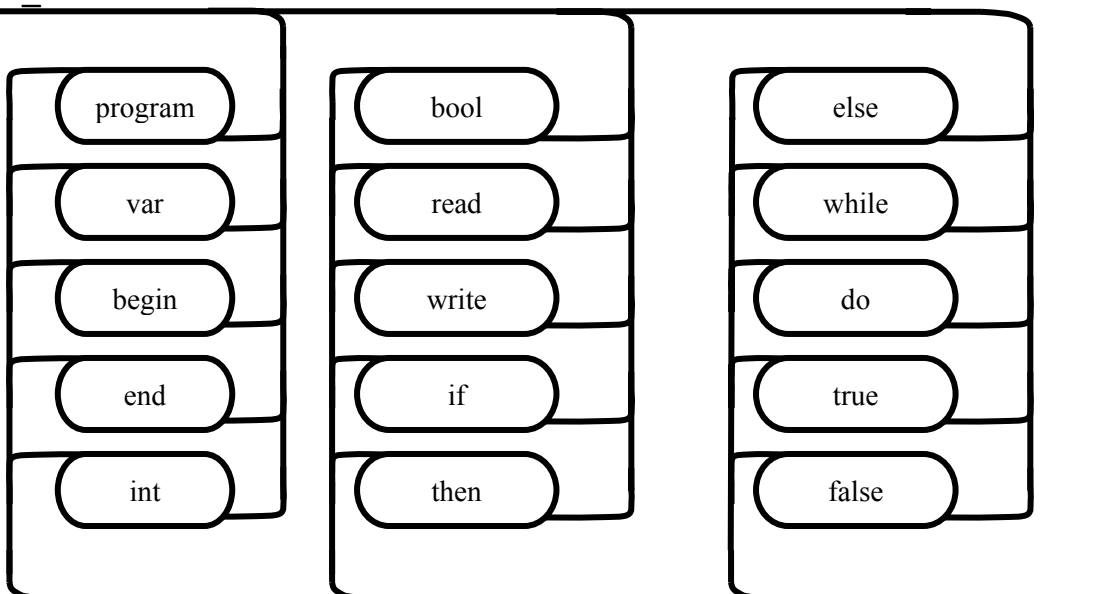 program
var
begin
end
int
bool
read
write
if
then
else
while
do
true
false